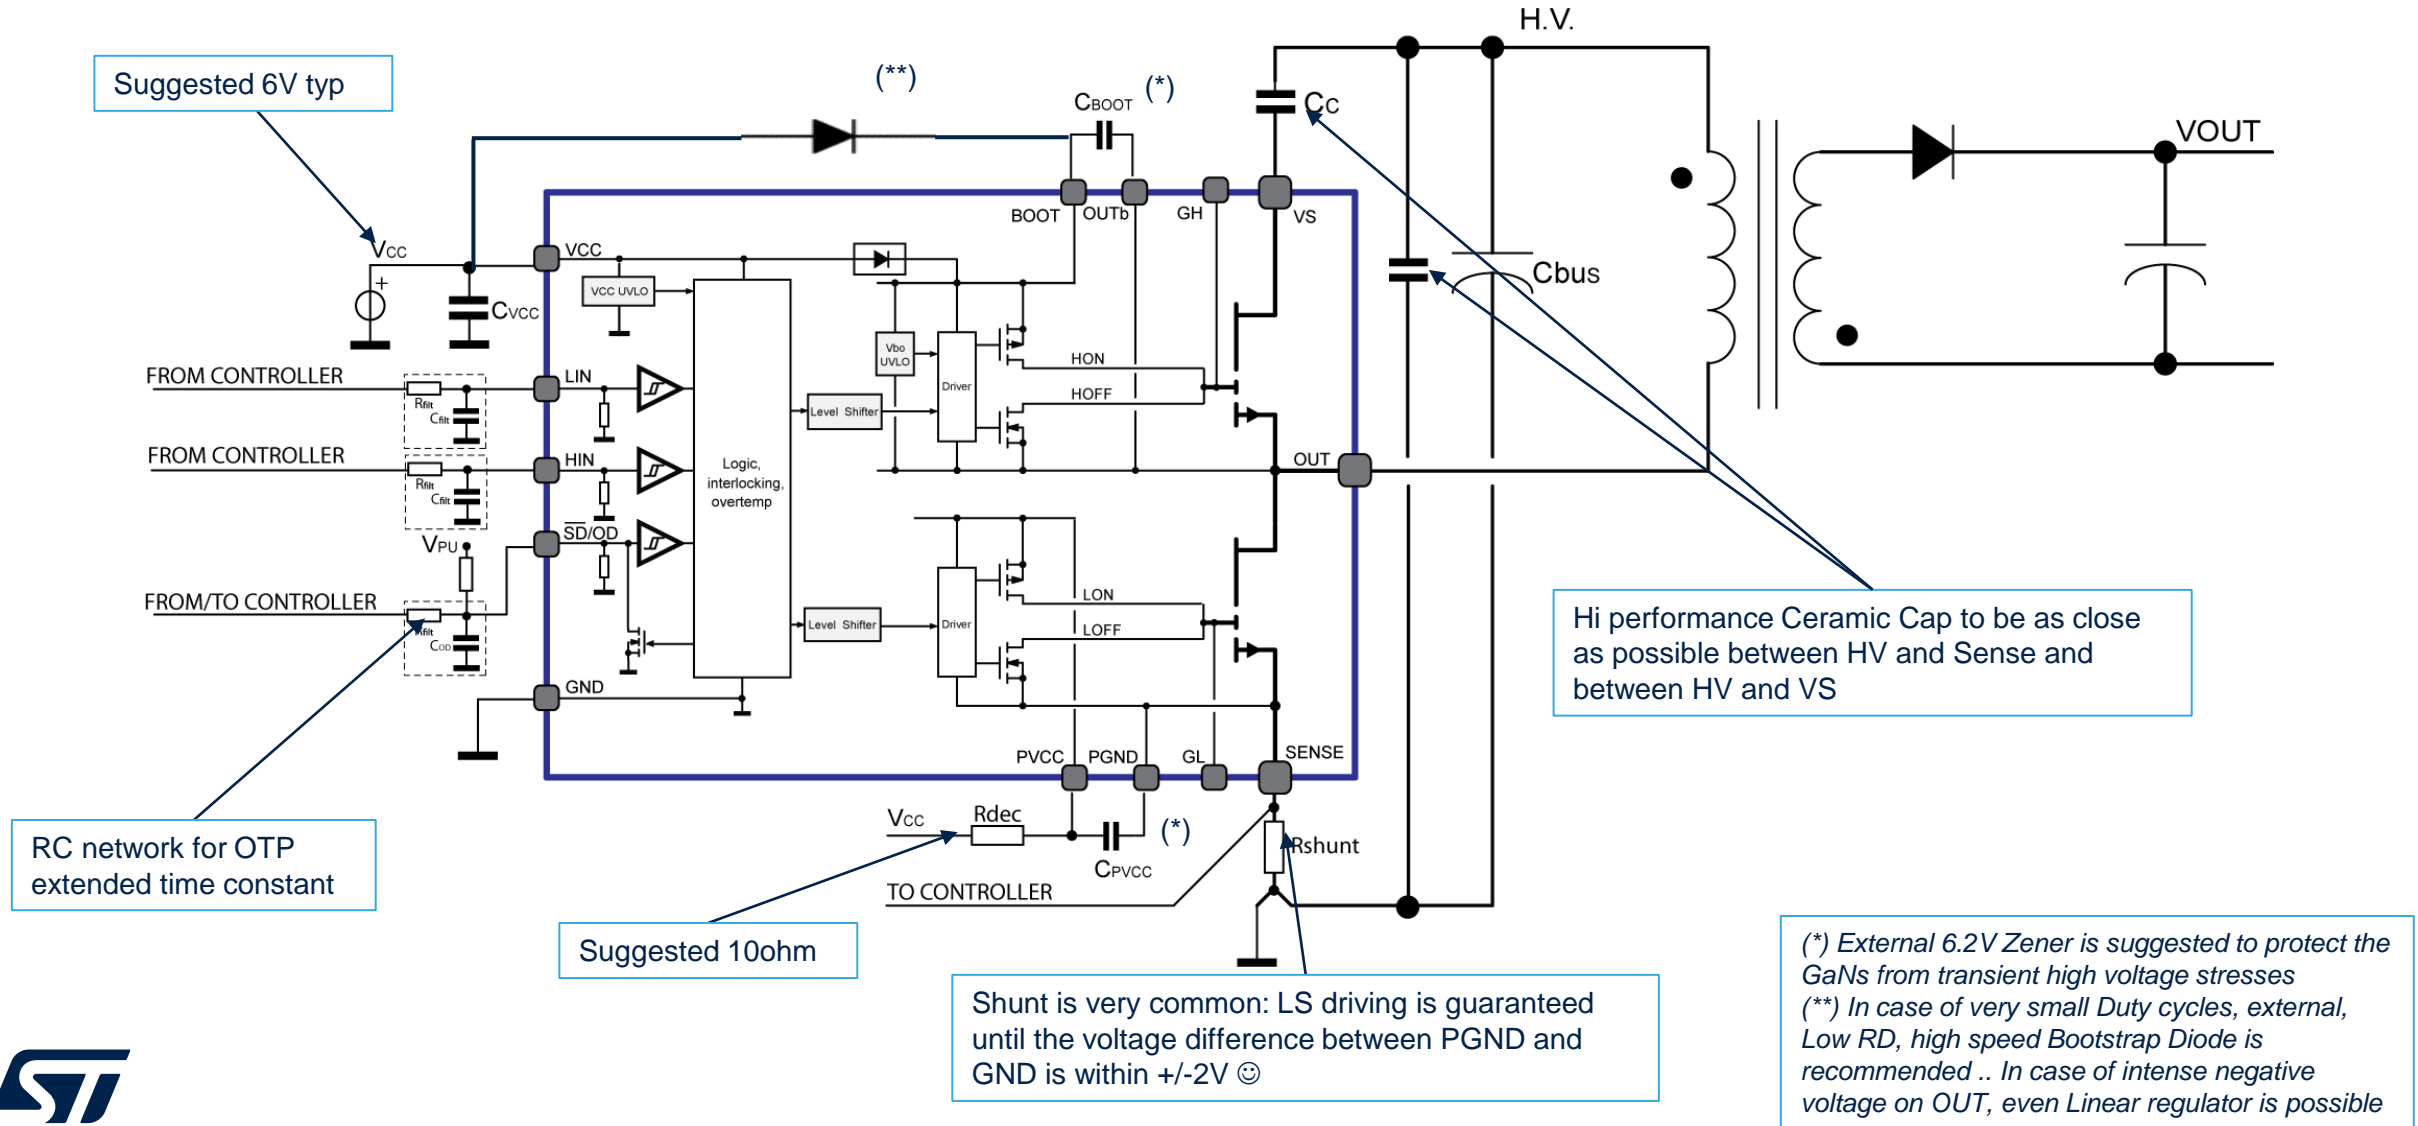 H.V.
Suggested 6V typ
(**)
CBOOT
(*)
CC
VOUT
BOOT
OUTb
GH
VS
VCC
+
VCC
VCC UVLO
CVCC
Cbus
Vbo
UVLO
Driver
HON
HOFF
FROM CONTROLLER
LIN
Rfilt
Cfilt
Level Shifter
FROM CONTROLLER
HIN
Rfilt
Cfilt
Logic,
interlocking,
overtemp
OUT
SD/OD
VPU
FROM/TO CONTROLLER
Rfilt
COD
Level Shifter
Driver
LON
LOFF
GND
Hi performance Ceramic Cap to be as close
as possible between HV and Sense and
between HV and VS
PVCC
PGND
GL
SENSE
VCC
Rdec
(*)
CPVCC
Rshunt
TO CONTROLLER
RC network for OTP
extended time constant
Suggested 10ohm
Shunt is very common: LS driving is guaranteed
until the voltage difference between PGND and
GND is within +/-2V ☺
(*) External 6.2V Zener is suggested to protect the
GaNs from transient high voltage stresses
(**) In case of very small Duty cycles, external,
Low RD, high speed Bootstrap Diode is
recommended .. In case of intense negative
voltage on OUT, even Linear regulator is possible
ST